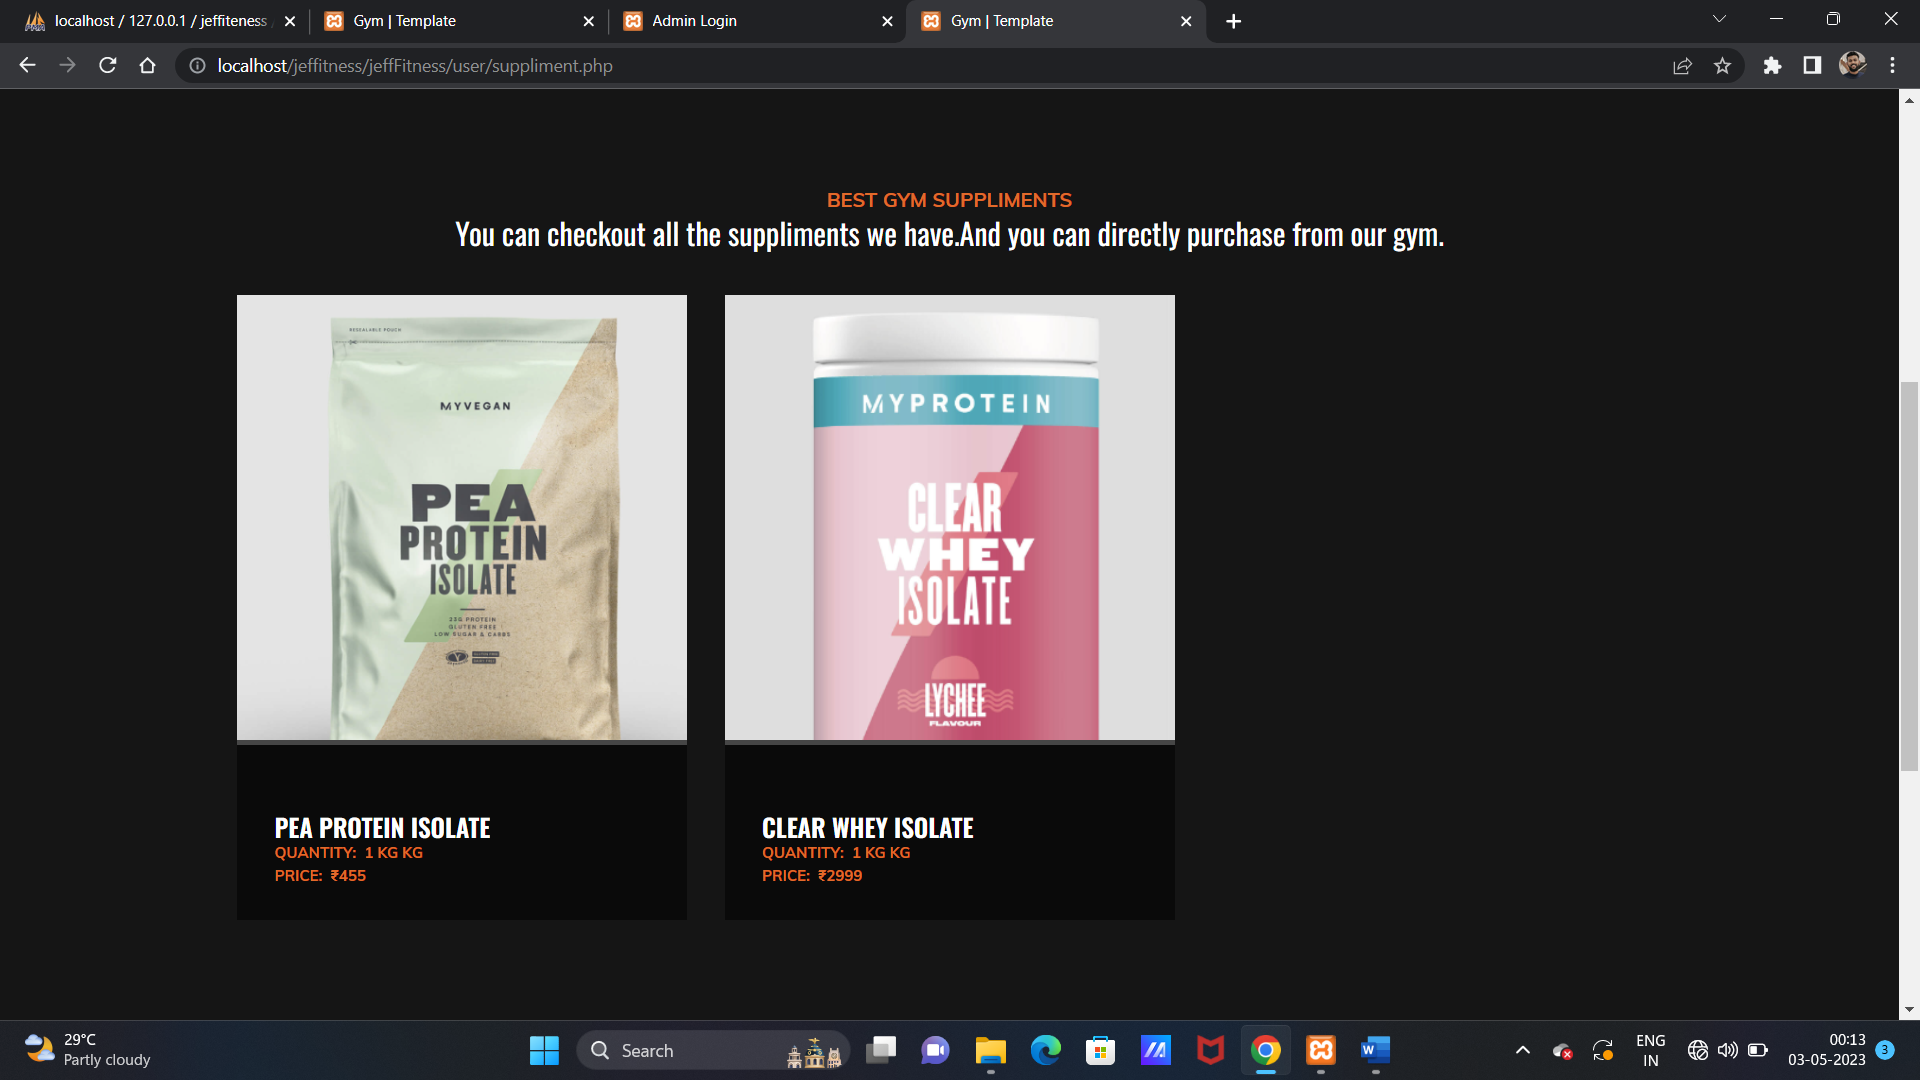 localhost / 127.0.0.1 / jeffiteness
Gym | Template
Admin Login
Gym | Template
localhost/jeffitness/jeffFitness/user/suppliment.php
BEST GYM SUPPLIMENTS
You can checkout all the suppliments we have.And you can directly purchase from our gym.
RESEALABLE POUCH
MYVEGAN
PEA
PROTEIN
ISOLATE
23G PROTEIN
GLUTEN FREE
LOW SUGAR & CARBS
MYPROTEIN
CLEAR
WHEY
ISOLATE
LYCHEE
FLAVOUR
PEA PROTEIN ISOLATE
QUANTITY: 1 KG KG
PRICE: ₹455
CLEAR WHEY ISOLATE
QUANTITY: 1 KG KG
PRICE: ₹2999
29°C
Partly cloudy
Search
ENG
IN
00:13
03-05-2023
3